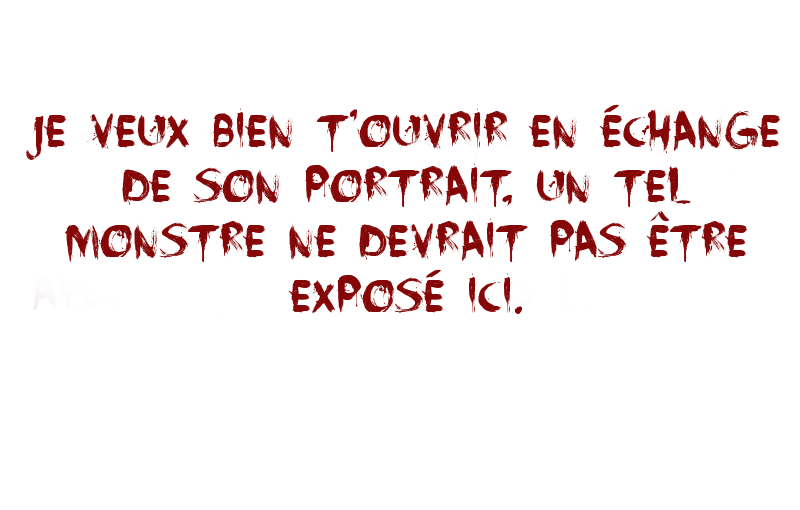 JE VEUX BIEN T'OUVRIR EN ÉCHANGE
DE SON PORTRAIT. UN TEL
MONSTRE NE DEVRAIT PAS ÊTRE
EXPOSÉ ICI.